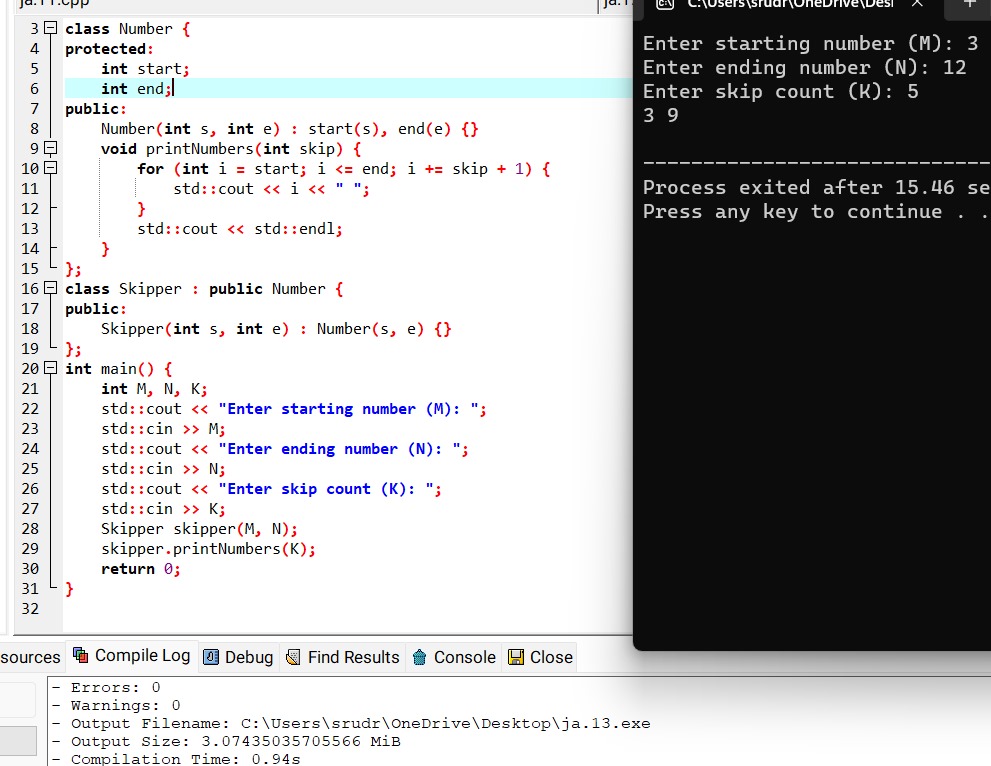 ja.11.cpp
ja.1
3 class Number {
4 protected:
5 int start;
6 int end;
7 public:
8 Number(int s, int e) : start(s), end(e) {}
9 void printNumbers(int skip) {
10 for (int i = start; i <= end; i += skip + 1) {
11 std::cout << i << " ";
12 }
13 std::cout << std::endl;
14 }
15 };
16 class Skipper : public Number {
17 public:
18 Skipper(int s, int e) : Number(s, e) {}
19 };
20 int main() {
21 int M, N, K;
22 std::cout << "Enter starting number (M): ";
23 std::cin >> M;
24 std::cout << "Enter ending number (N): ";
25 std::cin >> N;
26 std::cout << "Enter skip count (K): ";
27 std::cin >> K;
28 Skipper skipper(M, N);
29 skipper.printNumbers(K);
30 return 0;
31 }
32
C:\Users\srudr\OneDrive\Des
Enter starting number (M): 3
Enter ending number (N): 12
Enter skip count (K): 5
3 9
--------------------------------
Process exited after 15.46 se
Press any key to continue . .
sources Compile Log Debug Find Results Console Close
- Errors: 0
- Warnings: 0
- Output Filename: C:\Users\srudr\OneDrive\Desktop\ja.13.exe
- Output Size: 3.07435035705566 MiB
- Compilation Time: 0.94s